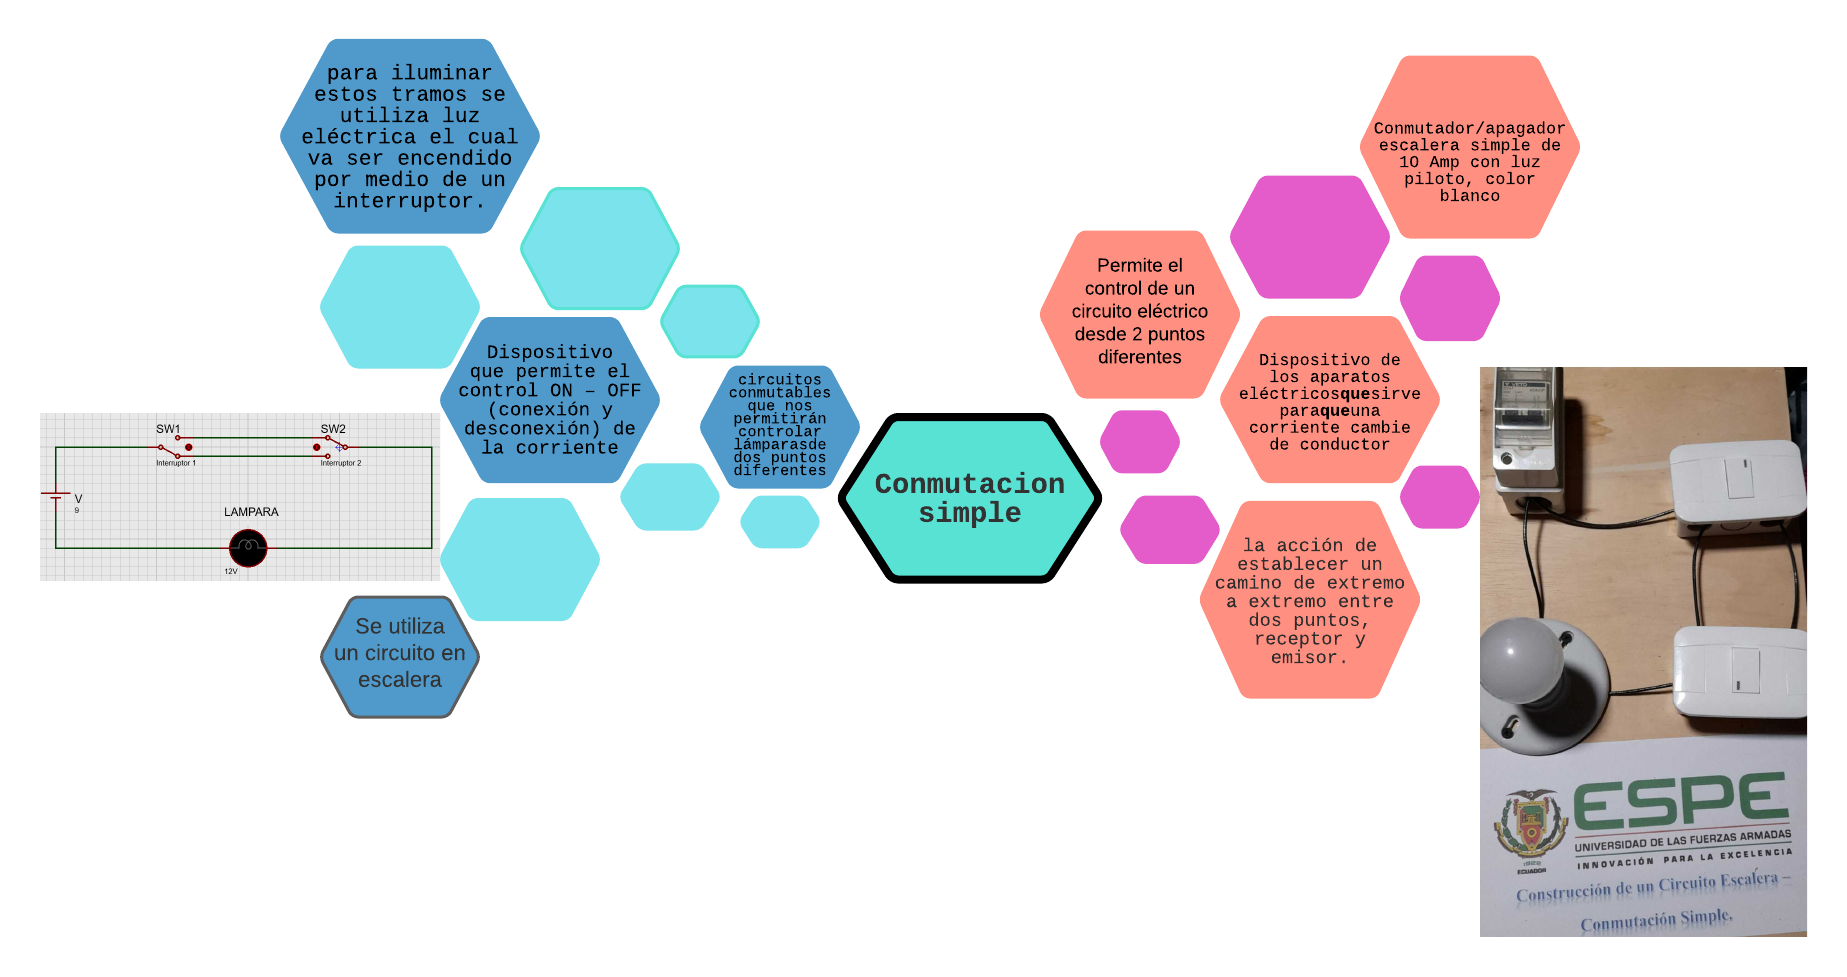 para iluminar
estos tramos se
utiliza luz
eléctrica el cual
va ser encendido
por medio de un
interruptor.
Dispositivo
que permite el
control ON – OFF
(conexión y
desconexión) de
la corriente
circuitos
conmutables
que nos
permitirán
controlar
lámparasde
dos puntos
diferentes
SW1
SW2
Interruptor 1
Interruptor 2
V
9
LAMPARA
12V
Se utiliza
un circuito en
escalera
Conmutacion
simple
Permite el
control de un
circuito eléctrico
desde 2 puntos
diferentes
Conmutador/apagador
escalera simple de
10 Amp con luz
piloto, color
blanco
Dispositivo de
los aparatos
eléctricosquesirve
paraqueuna
corriente cambie
de conductor
la acción de
establecer un
camino de extremo
a extremo entre
dos puntos,
receptor y
emisor.
ESPE
UNIVERSIDAD DE LAS FUERZAS ARMADAS
INNOVACIÓN PARA LA EXCELENCIA
1922
ECUADOR
Construcción de un Circuito Escalera –
Conmutación Simple.